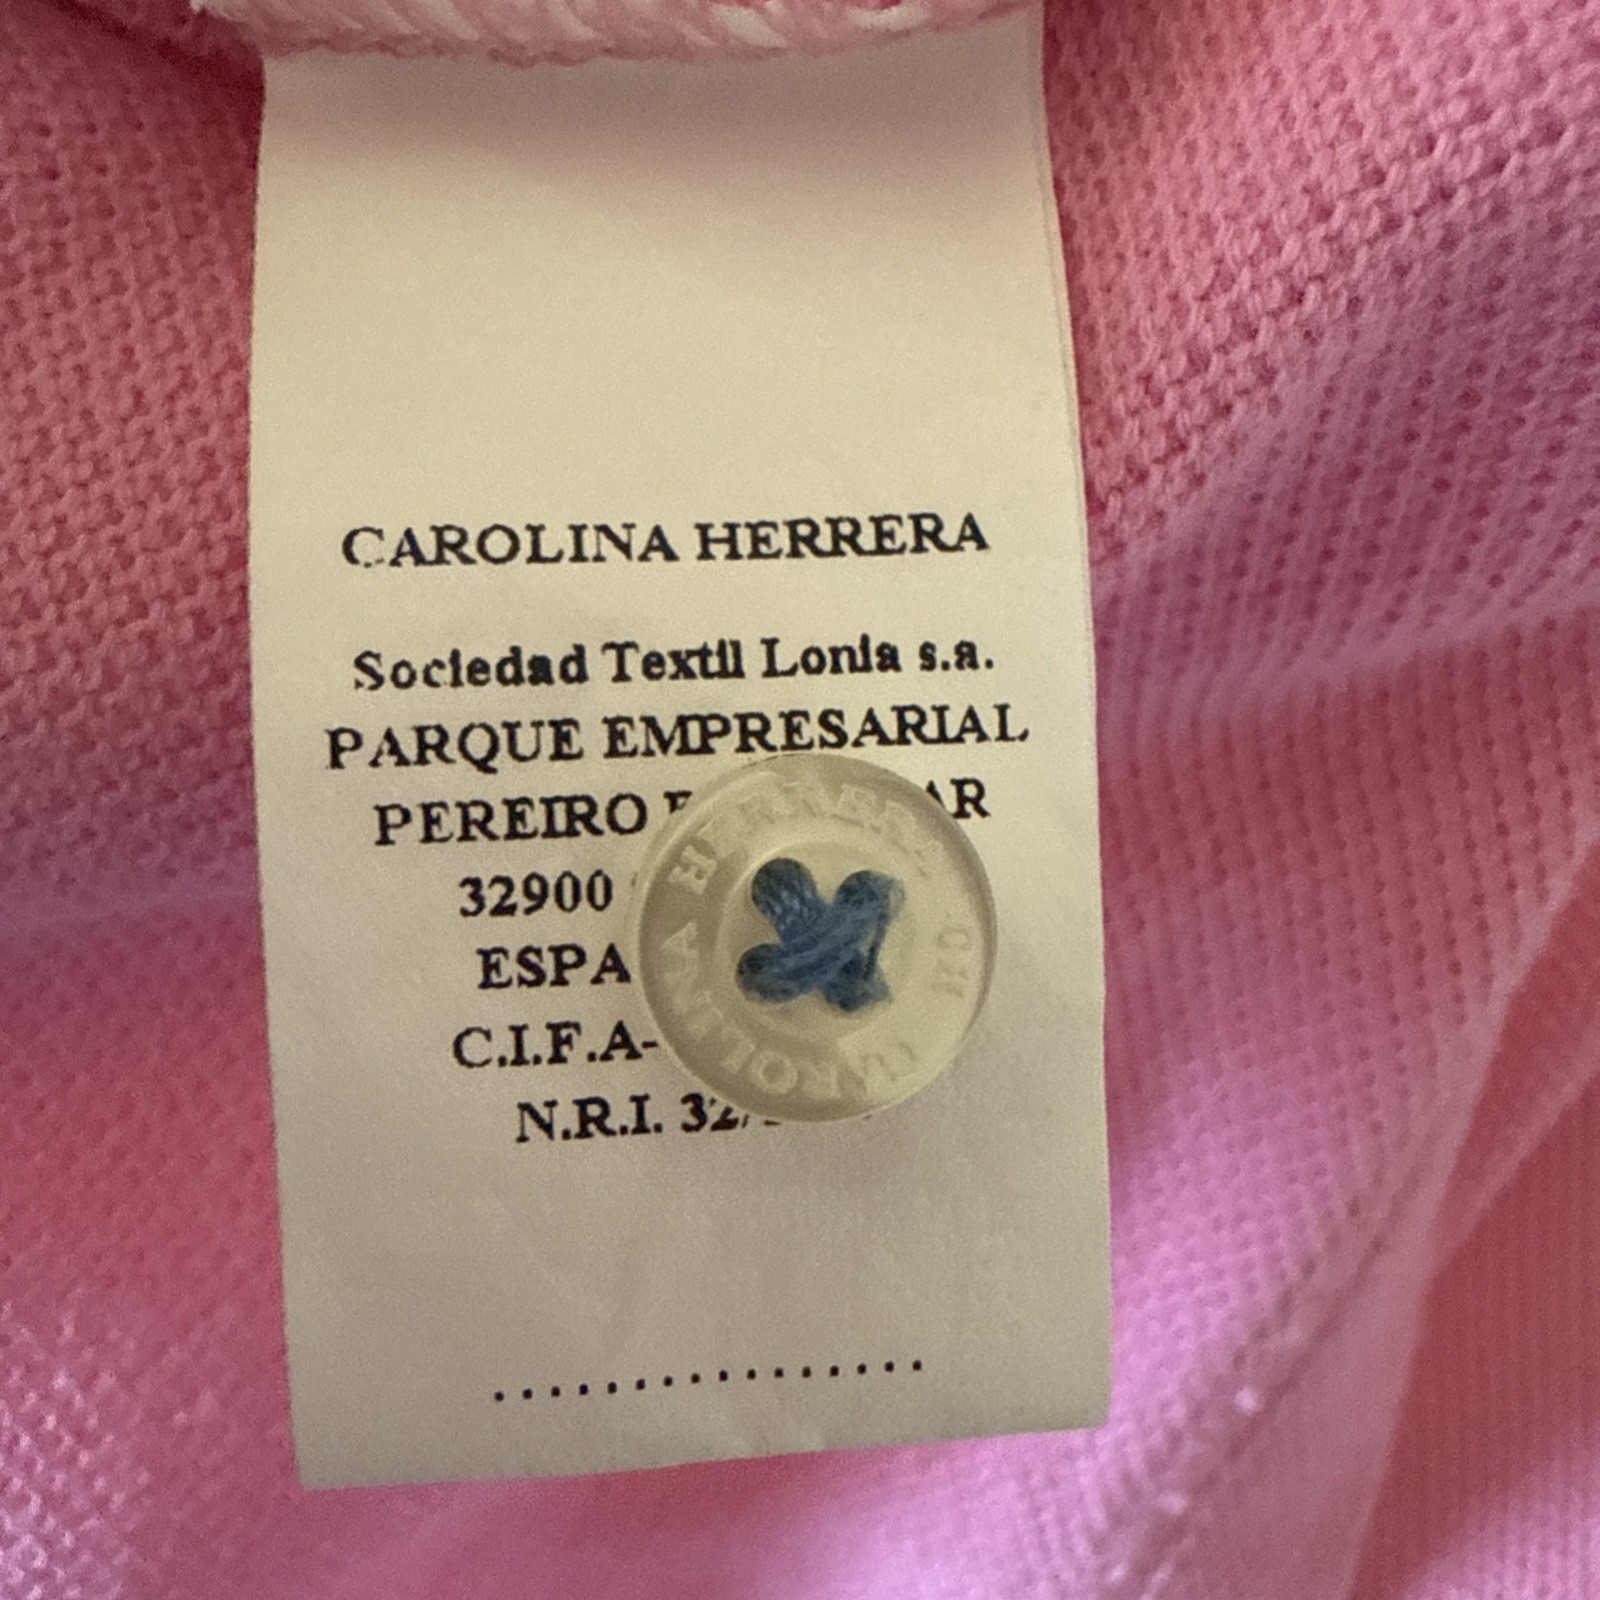 CAROLINA HERRERA
Sociedad Textil Lonia s.a.
PARQUE EMPRESARIAL
PEREIRO
32900
ESPA
C.I.F.A-
N.R.I. 32/
CH CAROLINA HERRERA
................